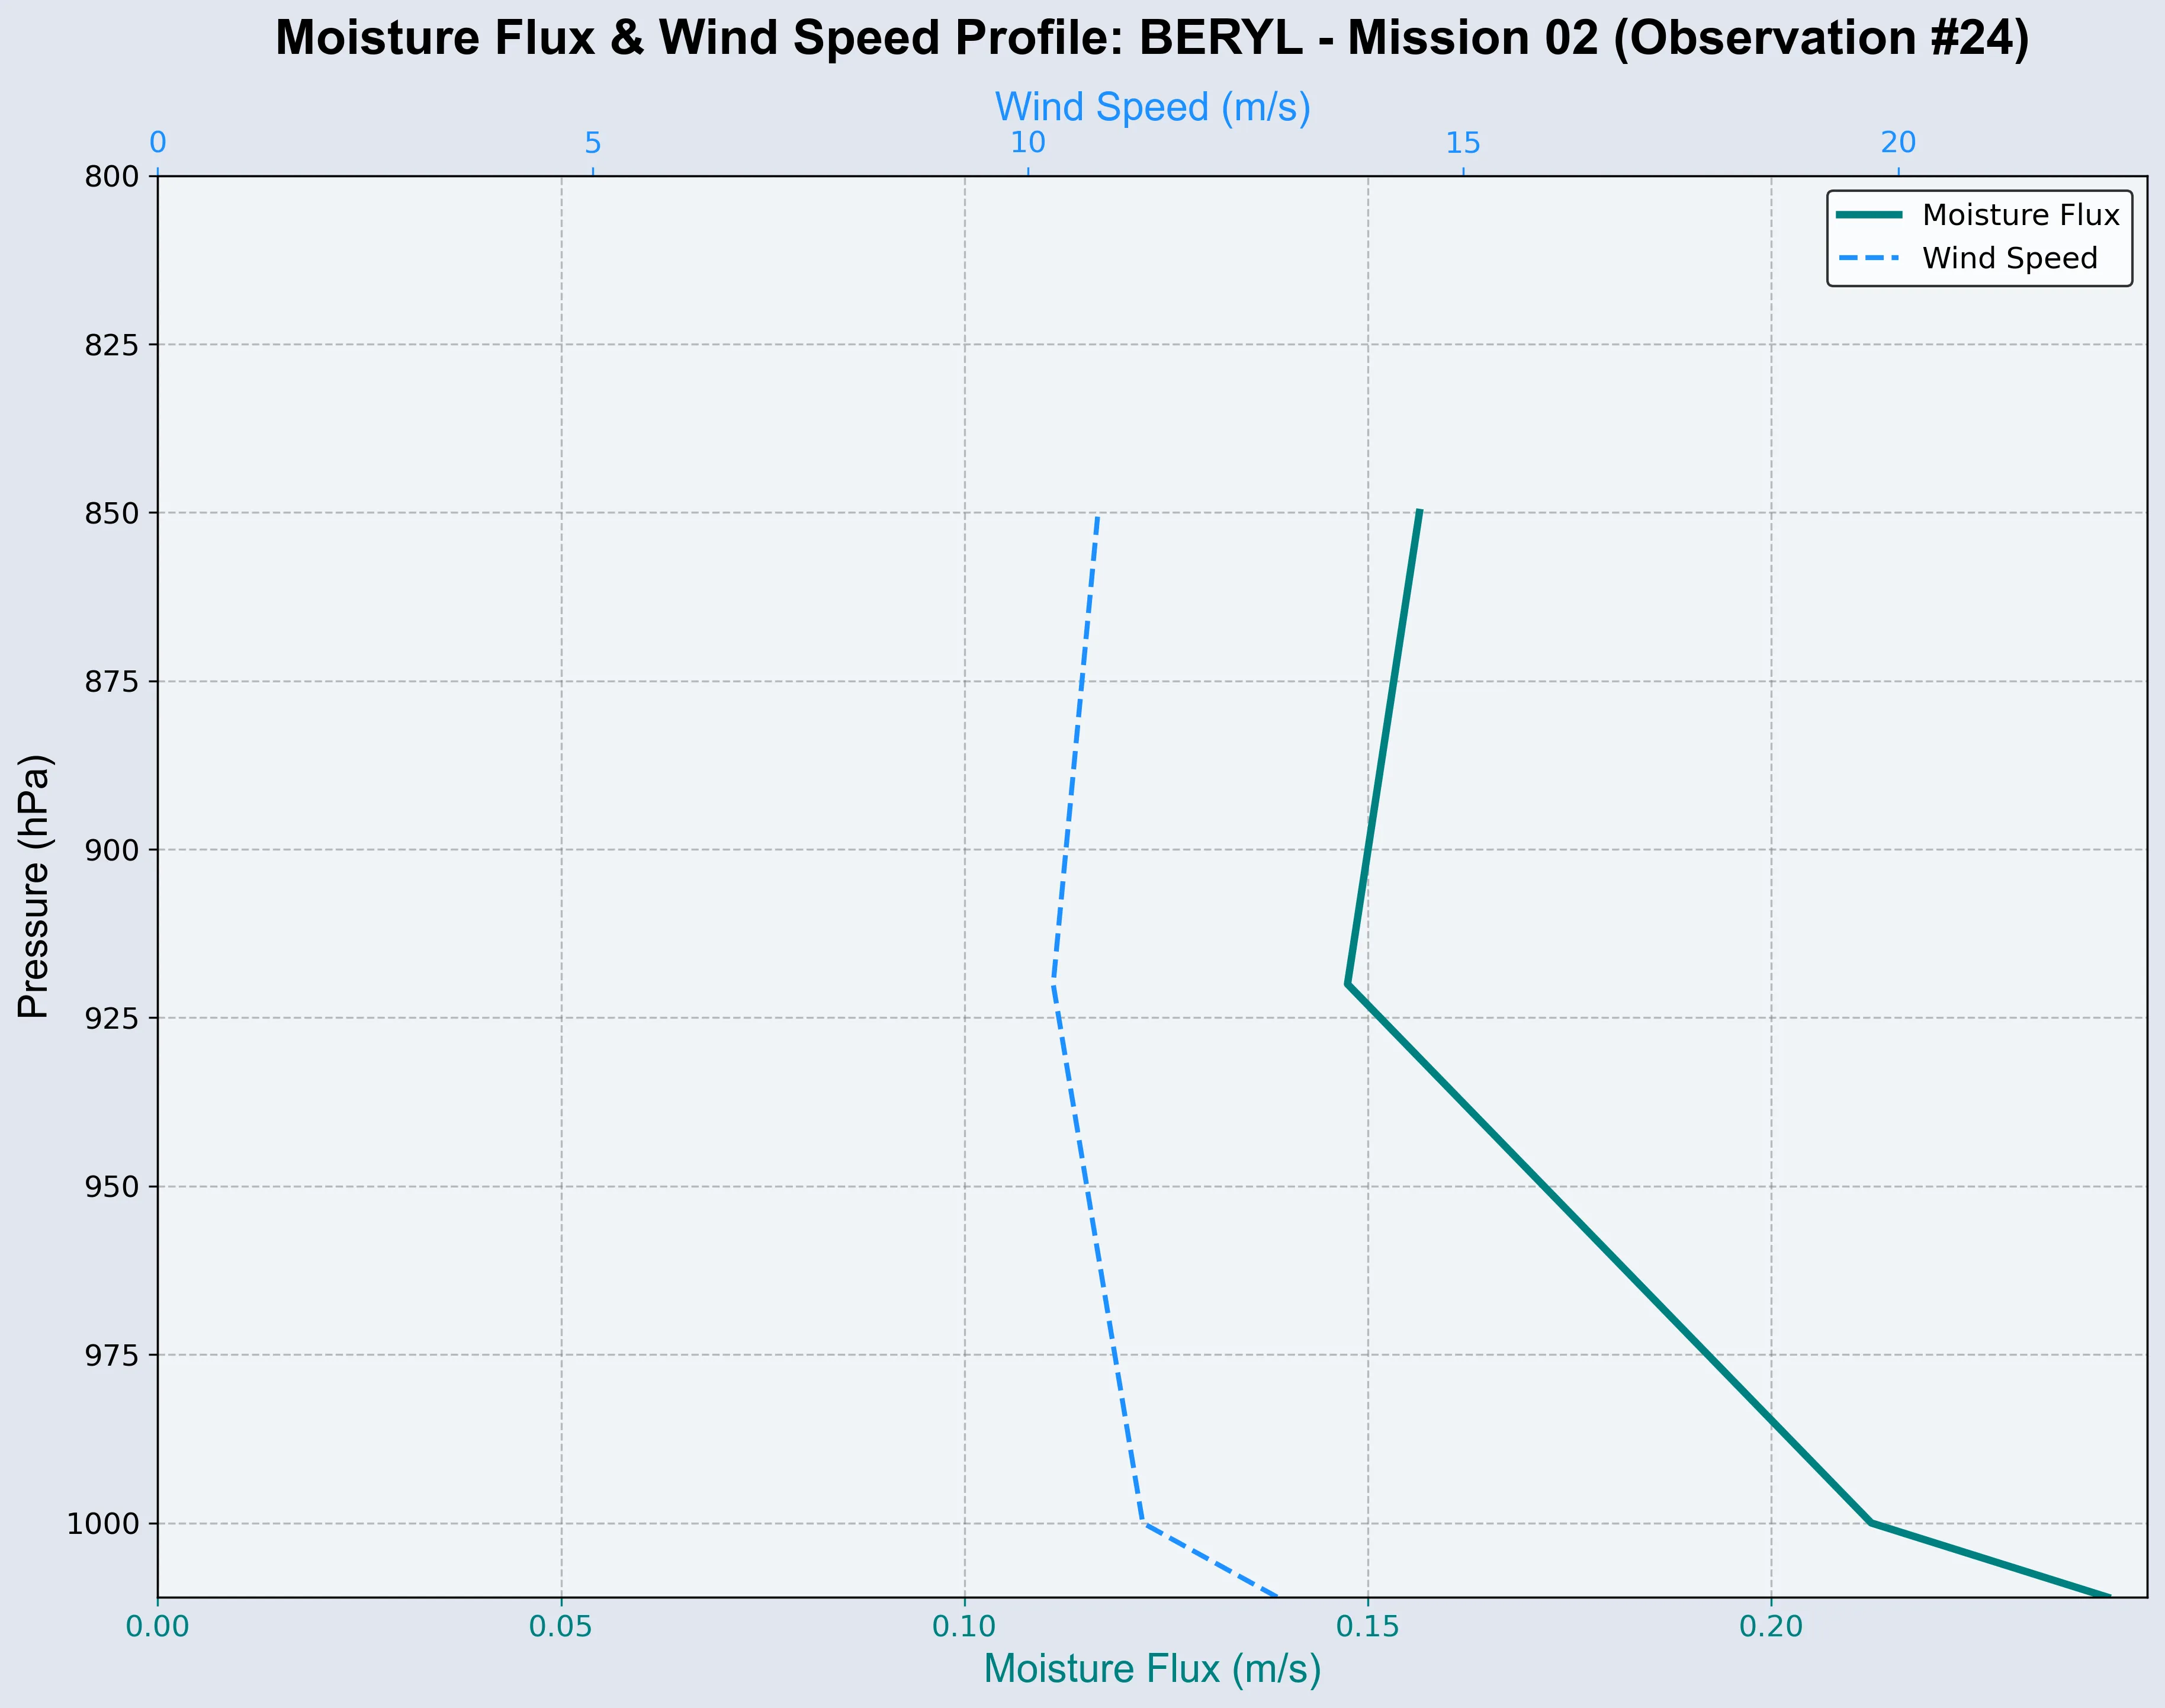 Moisture Flux & Wind Speed Profile: BERYL - Mission 02 (Observation #24)
Wind Speed (m/s)
0 5 10 15 20
Moisture Flux
Wind Speed
Pressure (hPa)
800
825
850
875
900
925
950
975
1000
0.00 0.05 0.10 0.15 0.20
Moisture Flux (m/s)